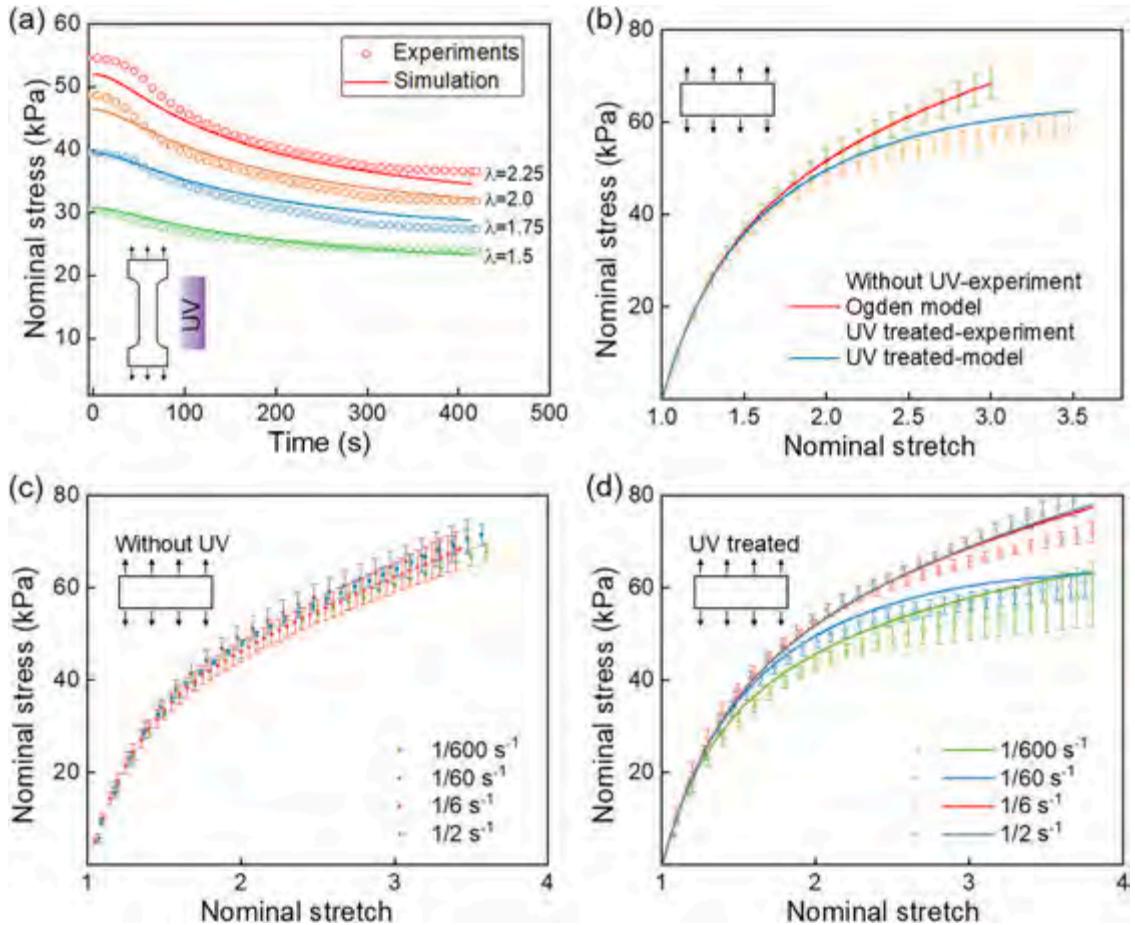 (a)
60
50
40
30
20
10
Nominal stress (kPa)
Experiments
Simulation
λ=2.25
λ=2.0
λ=1.75
λ=1.5
UV
0 100 200 300 400 500
Time (s)
(b)
80
60
40
20
Nominal stress (kPa)
Without UV-experiment
Ogden model
UV treated-experiment
UV treated-model
1.0 1.5 2.0 2.5 3.0 3.5
Nominal stretch
(c)
80
60
40
20
Nominal stress (kPa)
Without UV
1/600 s⁻¹
1/60 s⁻¹
1/6 s⁻¹
1/2 s⁻¹
1 2 3 4
Nominal stretch
(d)
80
60
40
20
Nominal stress (kPa)
UV treated
1/600 s⁻¹
1/60 s⁻¹
1/6 s⁻¹
1/2 s⁻¹
1 2 3 4
Nominal stretch